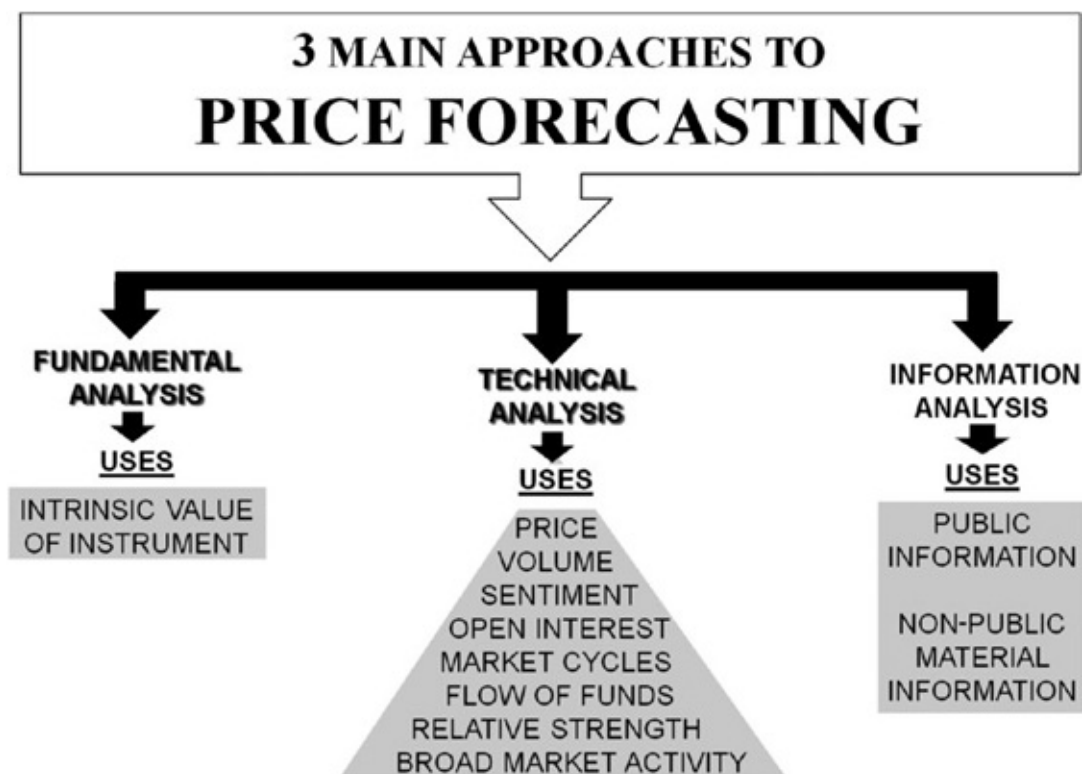 3 MAIN APPROACHES TO
PRICE FORECASTING
FUNDAMENTAL
ANALYSIS
USES
INTRINSIC VALUE
OF INSTRUMENT
TECHNICAL
ANALYSIS
USES
PRICE
VOLUME
SENTIMENT
OPEN INTEREST
MARKET CYCLES
FLOW OF FUNDS
RELATIVE STRENGTH
BROAD MARKET ACTIVITY
INFORMATION
ANALYSIS
USES
PUBLIC
INFORMATION
NON-PUBLIC
MATERIAL
INFORMATION